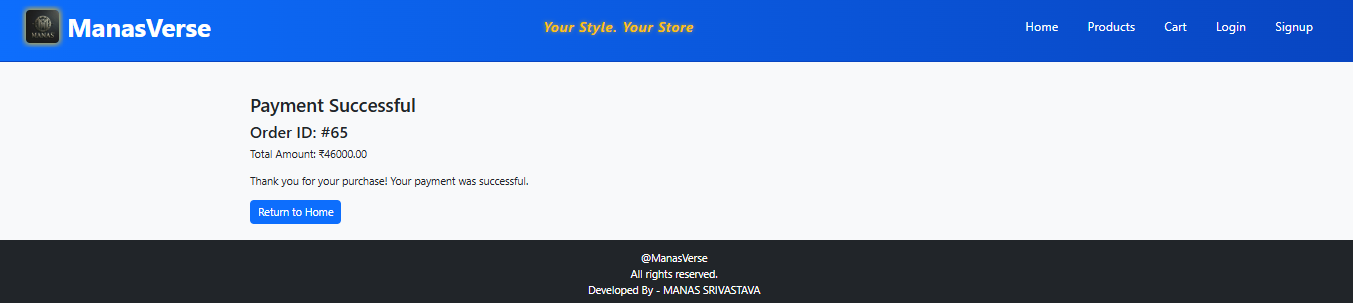 MANAS
ManasVerse
Your Style. Your Store
Home
Products
Cart
Login
Signup
Payment Successful
Order ID: #65
Total Amount: ₹46000.00
Thank you for your purchase! Your payment was successful.
Return to Home
@ManasVerse
All rights reserved.
Developed By - MANAS SRIVASTAVA